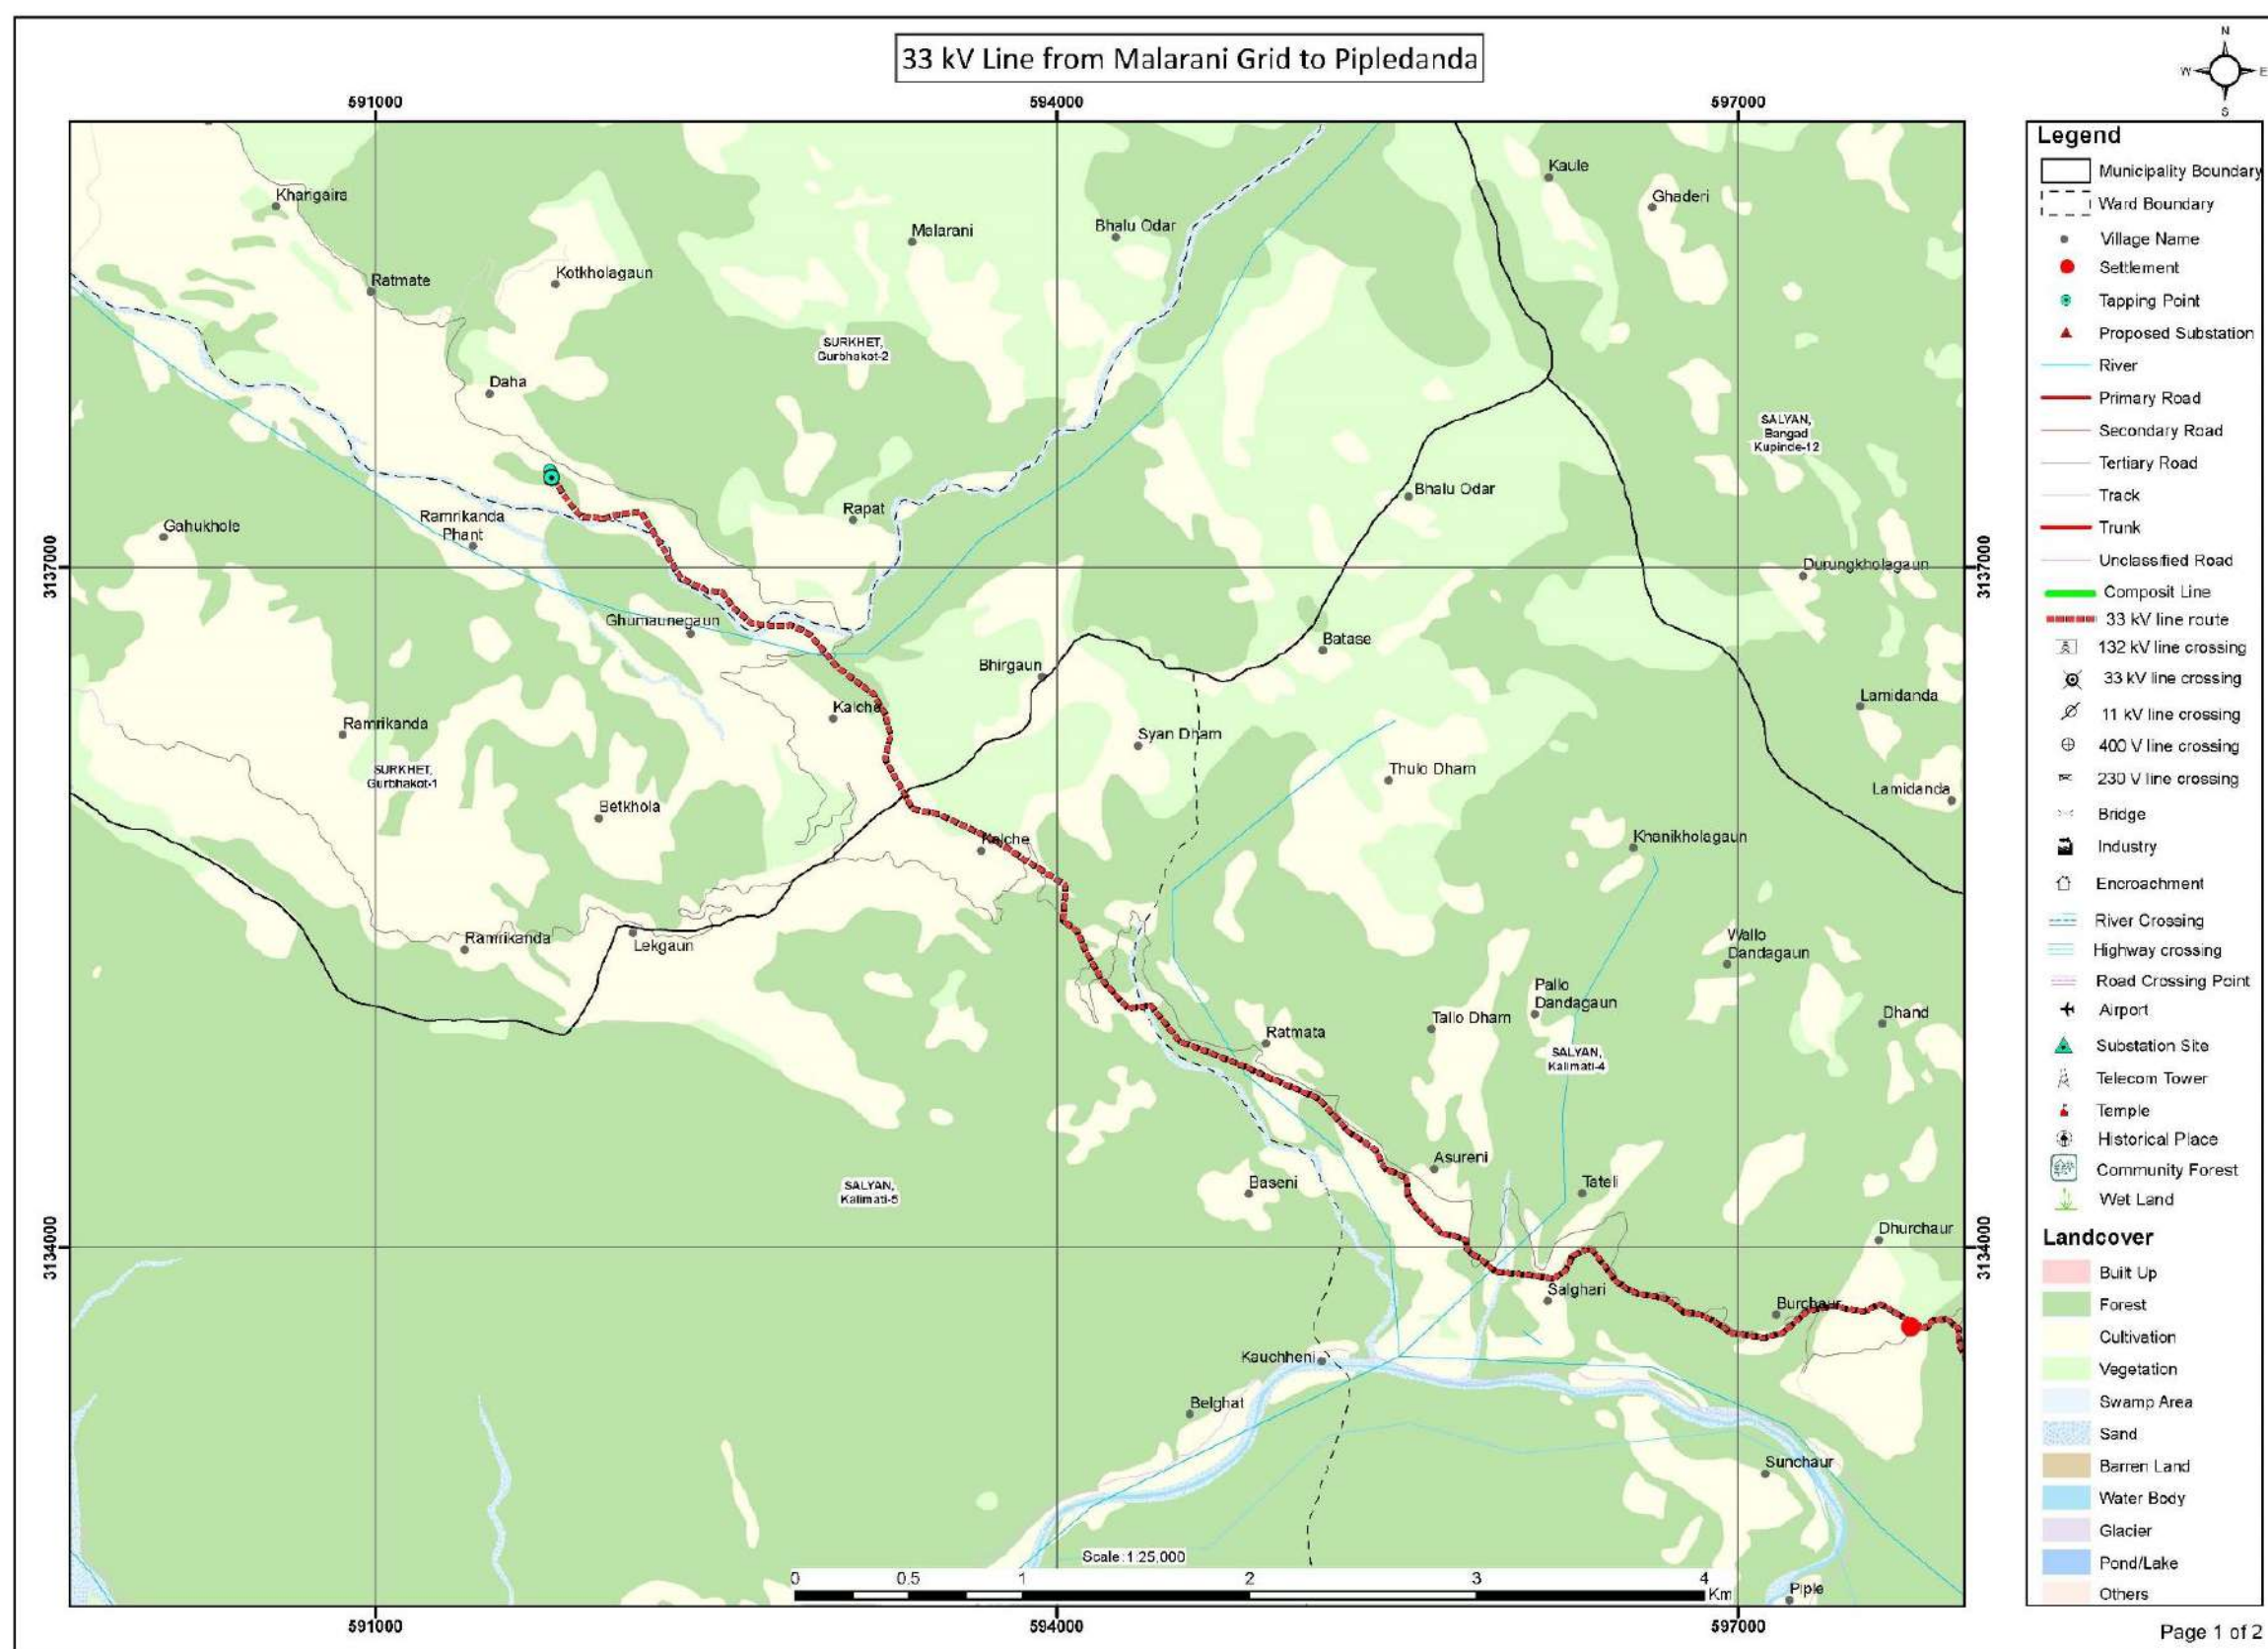 33 kV Line from Malarani Grid to Pipledanda
N
W
E
S
591000
594000
597000
3137000
3137000
3134000
3134000
591000
594000
597000
Kharigaira
Ratmate
Kotkholagaun
Malarani
Bhalu Odar
Kaule
Ghaderi
SURKHET,
Gurbhakot-2
Daha
SALYAN,
Bangad
Kupinde-12
Gahukhole
Ramrikanda
Phant
Rapat
Bhalu Odar
Durungkholagaun
Ghumaunegaun
Bhirgaun
Batase
Ramrikanda
Kalche
Syan Dham
Lamidanda
SURKHET,
Gurbhakot-1
Thulo Dham
Lamidanda
Betkhola
Kalche
Khanikholagaun
Ramrikanda
Lekgaun
Wallo
Dandagaun
Pallo
Dandagaun
Tallo Dham
Ratmata
Dhand
SALYAN,
Kalimati-4
SALYAN,
Kalimati-5
Baseni
Asureni
Tateli
Dhurchaur
Salghari
Burchaur
Kauchheni
Belghat
Sunchaur
Piple
Scale:1:25,000
0 0.5 1 2 3 4
Km
Legend
Municipality Boundary
Ward Boundary
Village Name
Settlement
Tapping Point
Proposed Substation
River
Primary Road
Secondary Road
Tertiary Road
Track
Trunk
Unclassified Road
Composit Line
33 kV line route
132 kV line crossing
33 kV line crossing
11 kV line crossing
400 V line crossing
230 V line crossing
Bridge
Industry
Encroachment
River Crossing
Highway crossing
Road Crossing Point
Airport
Substation Site
Telecom Tower
Temple
Historical Place
Community Forest
Wet Land
Landcover
Built Up
Forest
Cultivation
Vegetation
Swamp Area
Sand
Barren Land
Water Body
Glacier
Pond/Lake
Others
Page 1 of 2